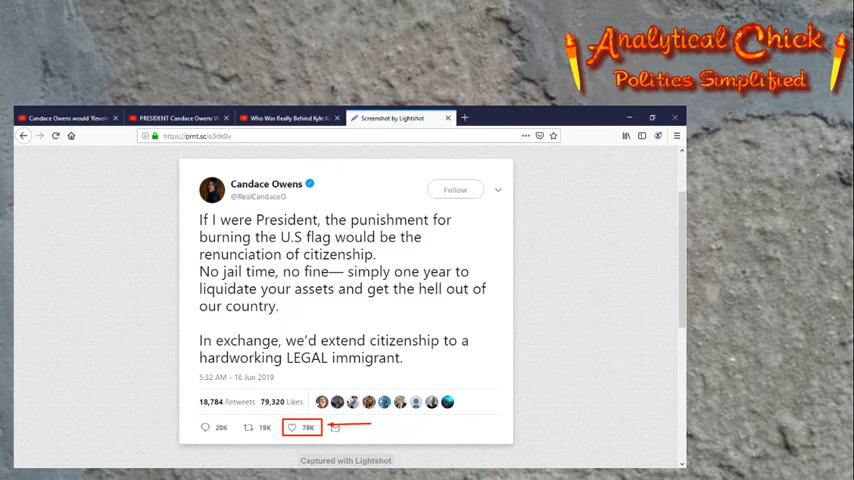 Analytical Chick
Politics Simplified
Candace Owens would 'Revok
PRESIDENT Candace Owens W
Who Was Really Behind Kyle K
Screenshot by Lightshot
https://prnt.sc/o3dk0v
Candace Owens
@RealCandaceO
Follow
If I were President, the punishment for
burning the U.S flag would be the
renunciation of citizenship.
No jail time, no fine— simply one year to
liquidate your assets and get the hell out of
our country.
In exchange, we'd extend citizenship to a
hardworking LEGAL immigrant.
5:32 AM - 16 Jun 2019
18,784 Retweets 79,320 Likes
20K 19K 79K
Captured with Lightshot